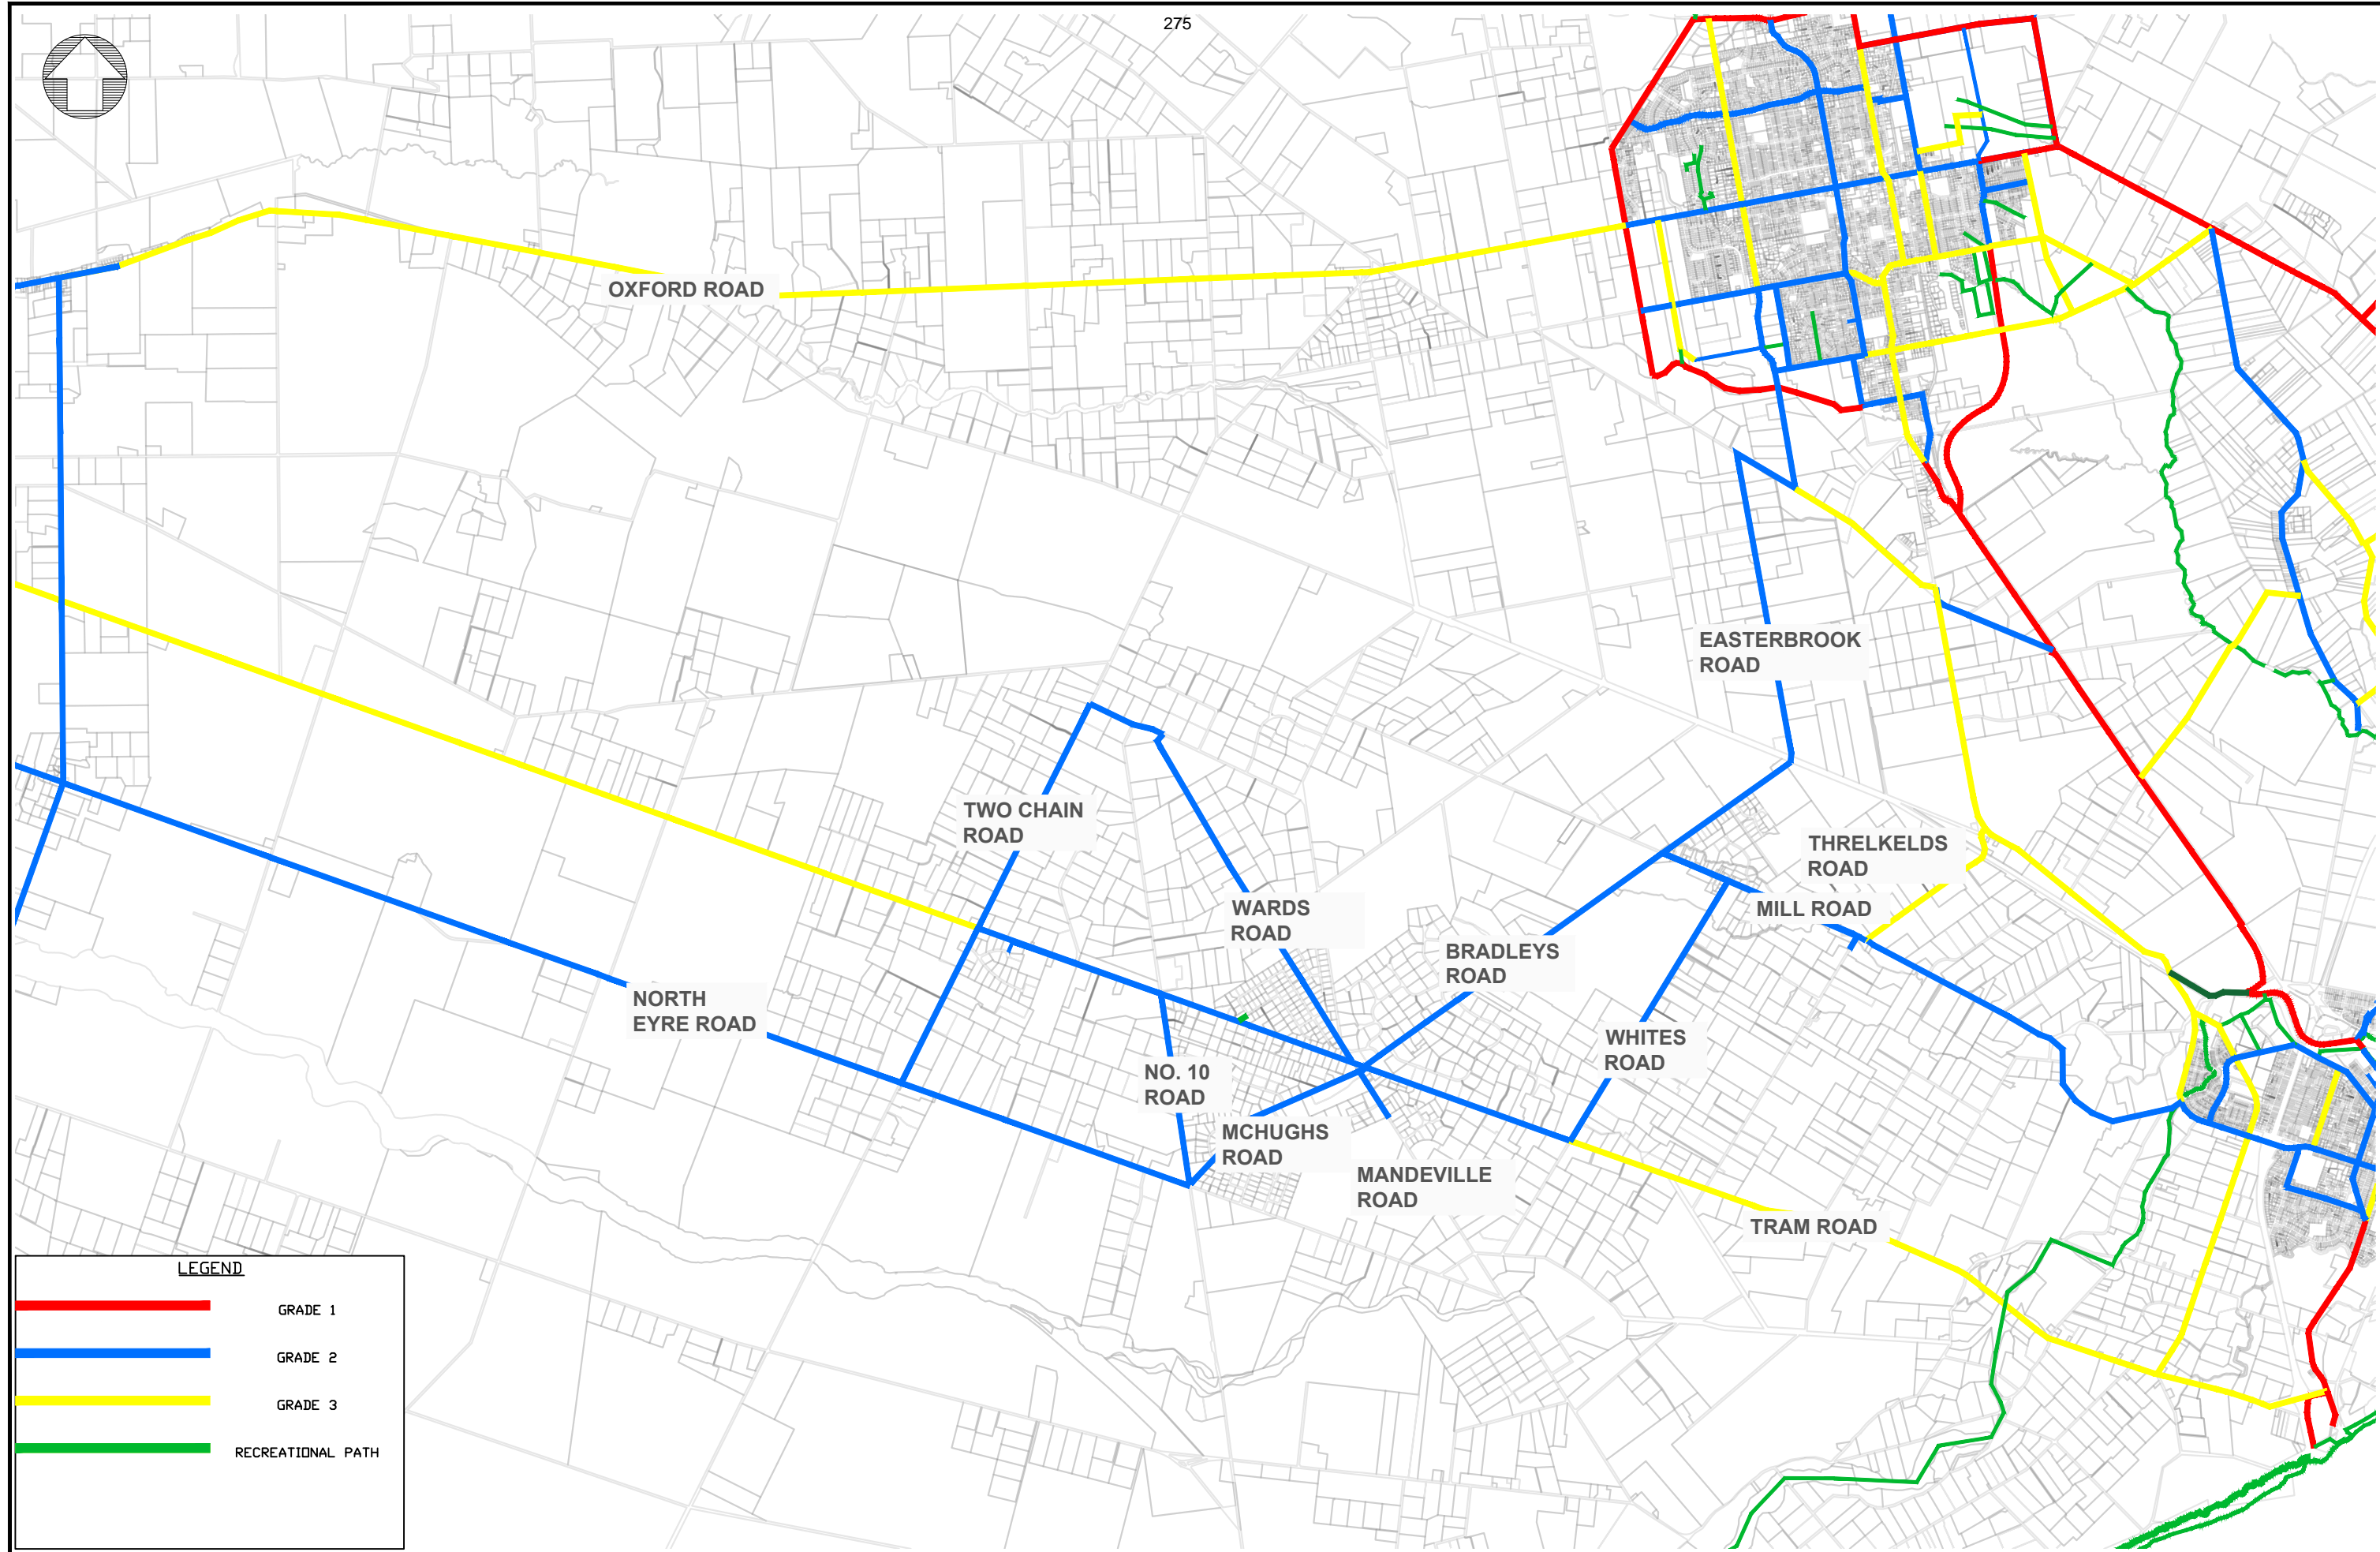 275
OXFORD ROAD
EASTERBROOK
ROAD
TWO CHAIN
ROAD
THRELKELDS
ROAD
WARDS
ROAD
MILL ROAD
BRADLEYS
ROAD
NORTH
EYRE ROAD
WHITES
ROAD
NO. 10
ROAD
MCHUGHS
ROAD
MANDEVILLE
ROAD
TRAM ROAD
LEGEND
GRADE 1
GRADE 2
GRADE 3
RECREATIONAL PATH